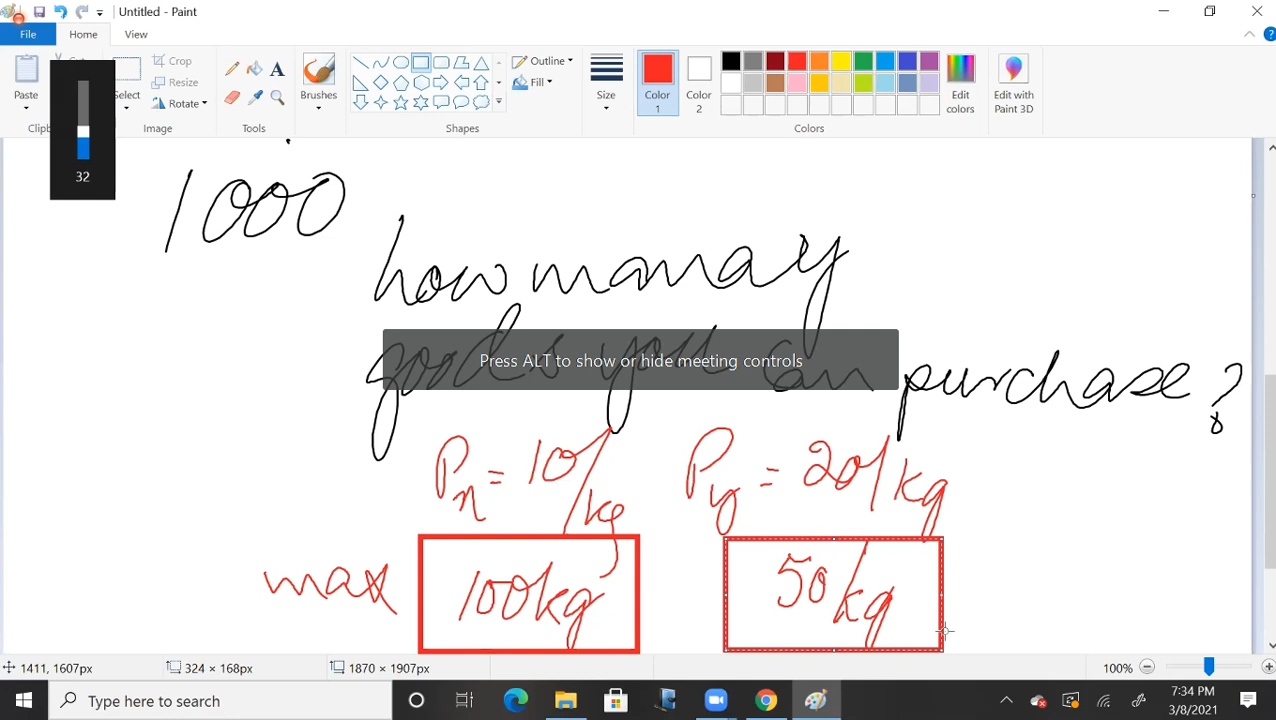 Untitled - Paint
File Home View
Paste
Select
Crop
Resize
Rotate
Image
Brushes
Tools
Outline
Fill
Shapes
Size
Color 1
Color 2
Edit colors
Edit with Paint 3D
Colors
32
1000
how manay
goods you can purchase?
Press ALT to show or hide meeting controls
Px = 10/kg Py = 20/kg
max 100kg 50kg
1411, 1607px 324 × 168px 1870 × 1907px 100%
Type here to search
7:34 PM
3/8/2021